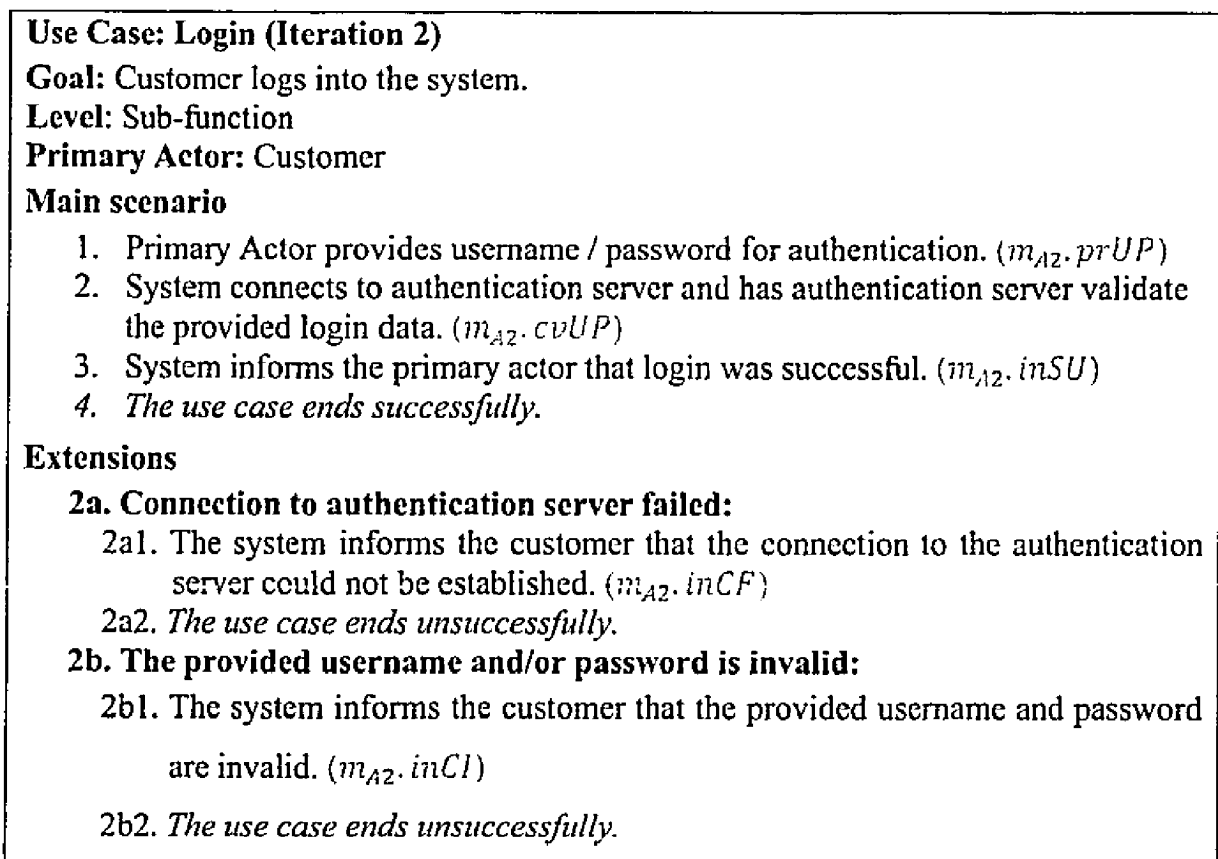 Use Case: Login (Iteration 2)
Goal: Customer logs into the system.
Level: Sub-function
Primary Actor: Customer
Main scenario
1. Primary Actor provides username / password for authentication. (m_A2.prUP)
2. System connects to authentication server and has authentication server validate
the provided login data. (m_A2.cvUP)
3. System informs the primary actor that login was successful. (m_A2.inSU)
4. The use case ends successfully.
Extensions
2a. Connection to authentication server failed:
2a1. The system informs the customer that the connection to the authentication
server could not be established. (m_A2.inCF)
2a2. The use case ends unsuccessfully.
2b. The provided username and/or password is invalid:
2b1. The system informs the customer that the provided username and password
are invalid. (m_A2.inCI)
2b2. The use case ends unsuccessfully.